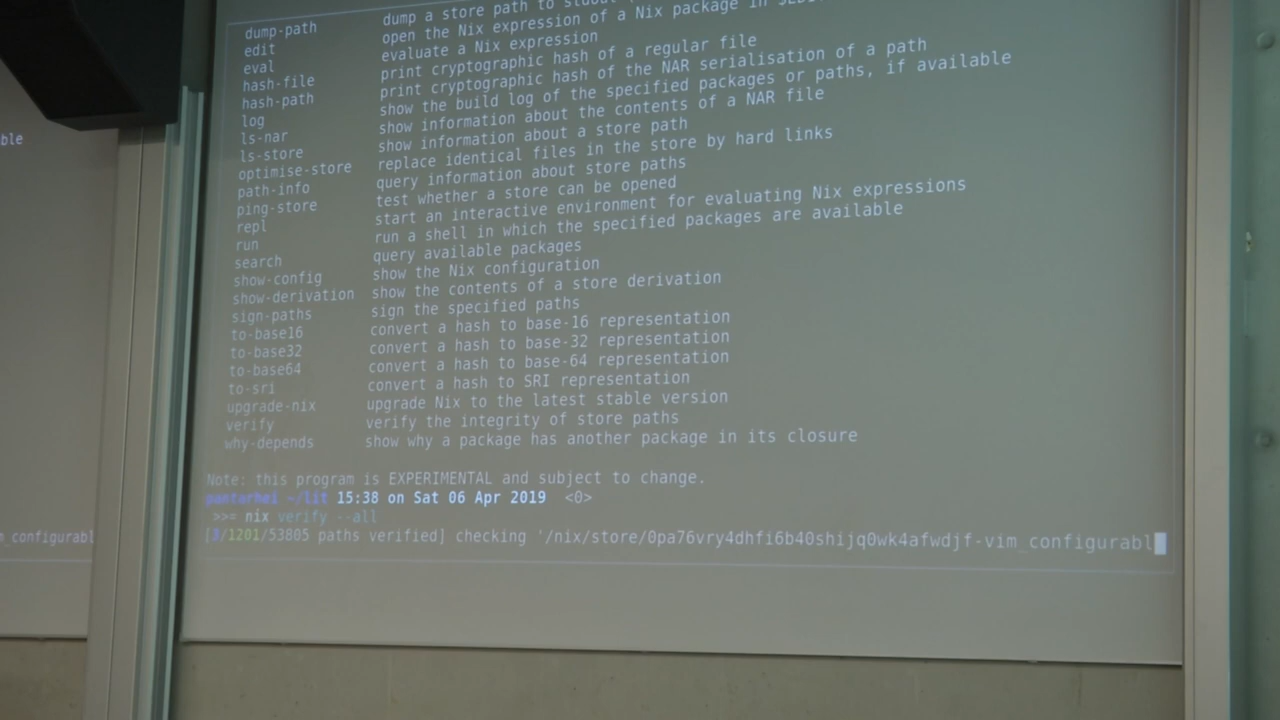 dump-path dump a store path to stdout
edit open the Nix expression of a Nix package in
eval evaluate a Nix expression
hash-file print cryptographic hash of a regular file
hash-path print cryptographic hash of the NAR serialisation of a path
log show the build log of the specified packages or paths, if available
ls-nar show information about the contents of a NAR file
ls-store show information about a store path
optimise-store replace identical files in the store by hard links
path-info query information about store paths
ping-store test whether a store can be opened
repl start an interactive environment for evaluating Nix expressions
run run a shell in which the specified packages are available
search query available packages
show-config show the Nix configuration
show-derivation show the contents of a store derivation
sign-paths sign the specified paths
to-base16 convert a hash to base-16 representation
to-base32 convert a hash to base-32 representation
to-base64 convert a hash to base-64 representation
to-sri convert a hash to SRI representation
upgrade-nix upgrade Nix to the latest stable version
verify verify the integrity of store paths
why-depends show why a package has another package in its closure
Note: this program is EXPERIMENTAL and subject to change.
pantarhei ~/lit 15:38 on Sat 06 Apr 2019 <0>
>>= nix verify --all
[3/1201/53805 paths verified] checking '/nix/store/0pa76vry4dhfi6b40shijq0wk4afwdjf-vim_configurabl
ble
_configurabl